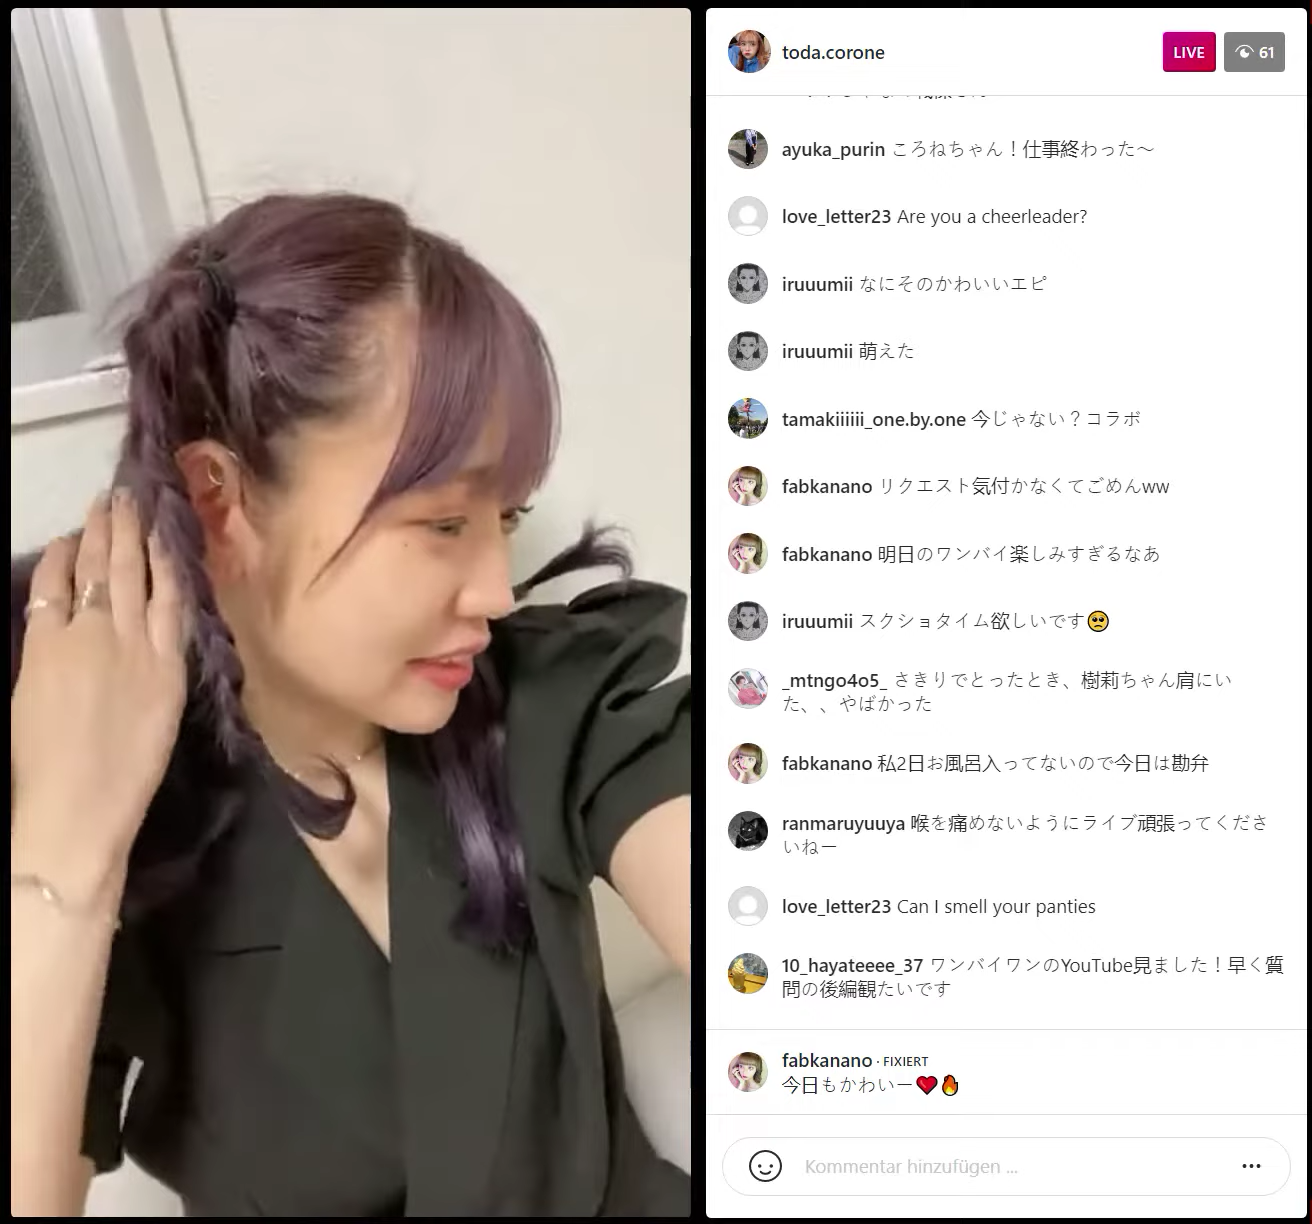 toda.corone
LIVE
61
ayuka_purin ころねちゃん！仕事終わった〜
love_letter23 Are you a cheerleader?
iruuumii なにそのかわいいエピ
iruuumii 萌えた
tamakiiiiii_one.by.one 今じゃない？コラボ
fabkanano リクエスト気付かなくてごめんww
fabkanano 明日のワンバイ楽しみすぎるなあ
iruuumii スクショタイム欲しいです🥺
_mtngo4o5_ さきりでとったとき、樹莉ちゃん肩にい
た、、やばかった
fabkanano 私2日お風呂入ってないので今日は勘弁
ranmaruyuuya 喉を痛めないようにライブ頑張ってくださ
いねー
love_letter23 Can I smell your panties
10_hayateeee_37 ワンバイワンのYouTube見ました！早く質
問の後編観たいです
fabkanano · FIXIERT
今日もかわいー❤️🔥
Kommentar hinzufügen ...